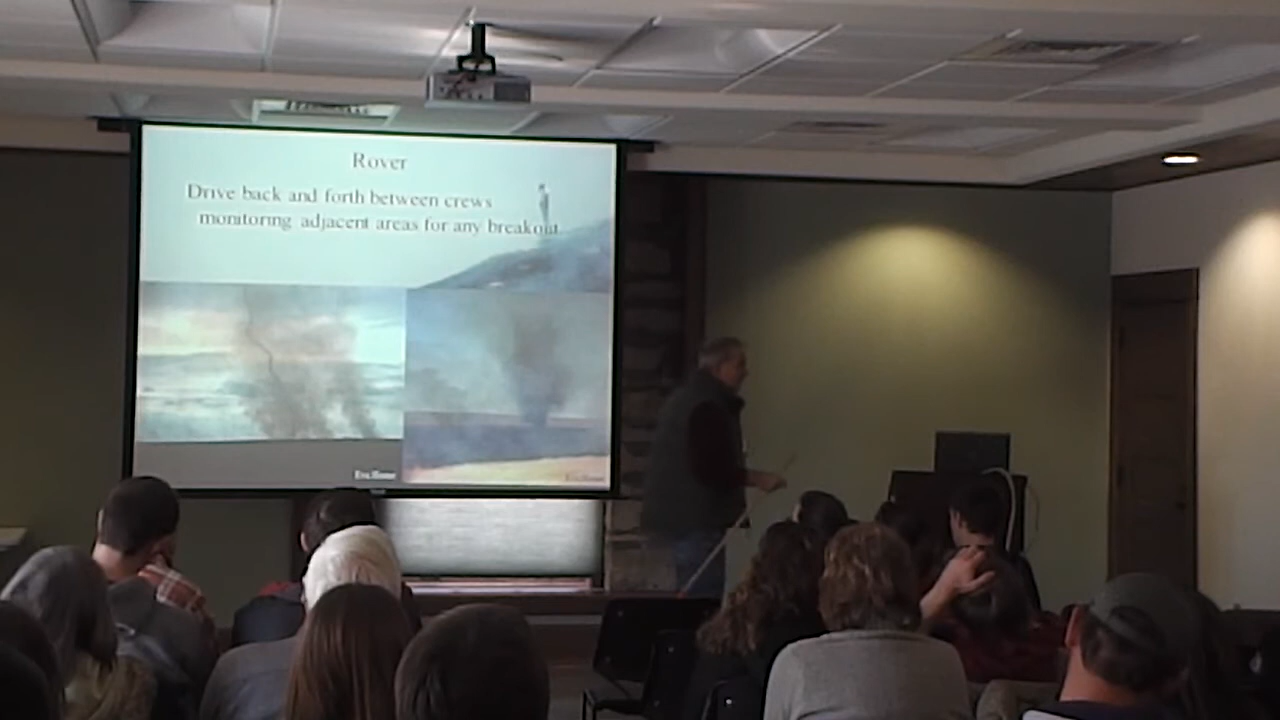 Rover
Drive back and forth between crews
monitoring adjacent areas for any breakout